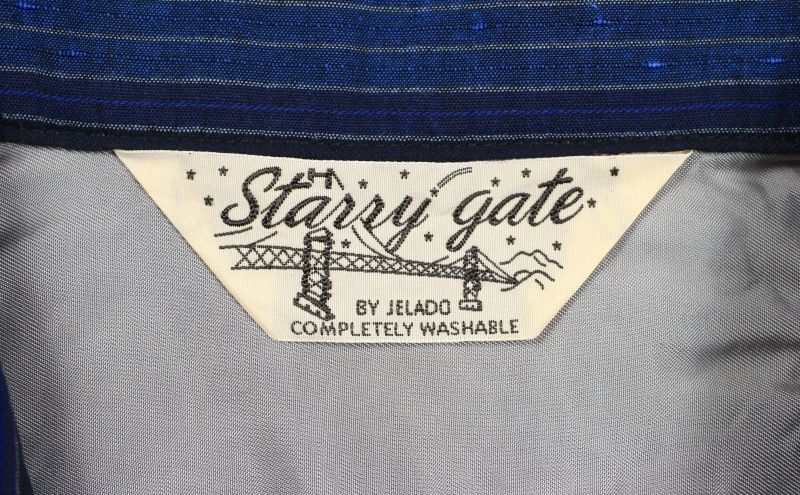 Starry gate
BY JELADO
COMPLETELY WASHABLE